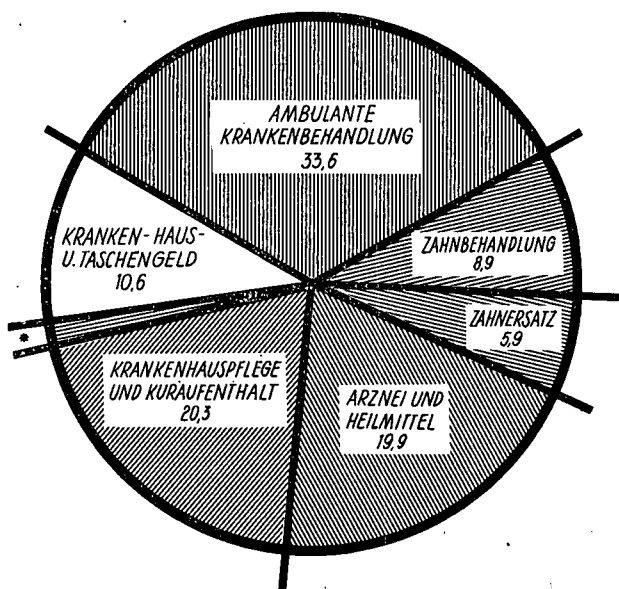 AMBULANTE
KRANKENBEHANDLUNG
33,6
ZAHNBEHANDLUNG
8,9
ZAHNERSATZ
5,9
ARZNEI UND
HEILMITTEL
19,9
KRANKENHAUSPFLEGE
UND KURAUFENTHALT
20,3
*
KRANKEN-HAUS-
U. TASCHENGELD
10,6